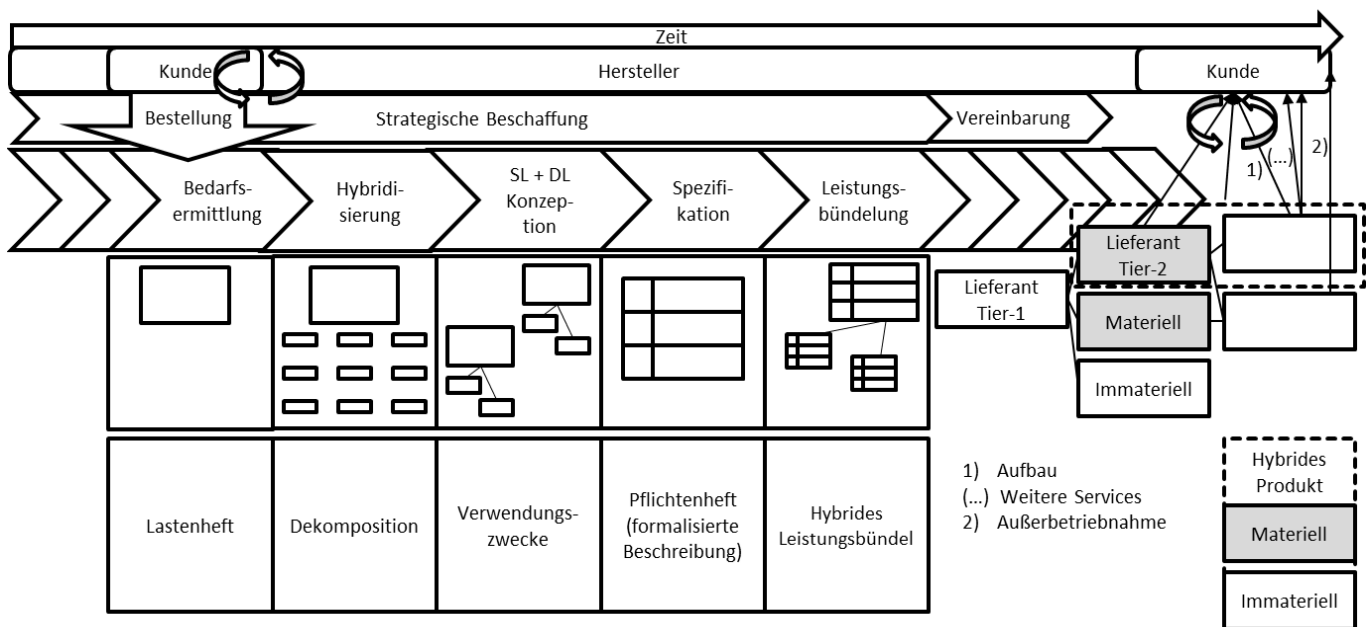 Zeit
Kunde
Hersteller
Kunde
Bestellung
Strategische Beschaffung
Vereinbarung
1)
(...)
2)
Bedarfs-
ermittlung
Hybridi-
sierung
SL + DL
Konzep-
tion
Spezifi-
kation
Leistungs-
bündelung
Lieferant
Tier-1
Lieferant
Tier-2
Materiell
Immateriell
Lastenheft
Dekomposition
Verwendungs-
zwecke
Pflichtenheft
(formalisierte
Beschreibung)
Hybrides
Leistungsbündel
1) Aufbau
(...) Weitere Services
2) Außerbetriebnahme
Hybrides
Produkt
Materiell
Immateriell